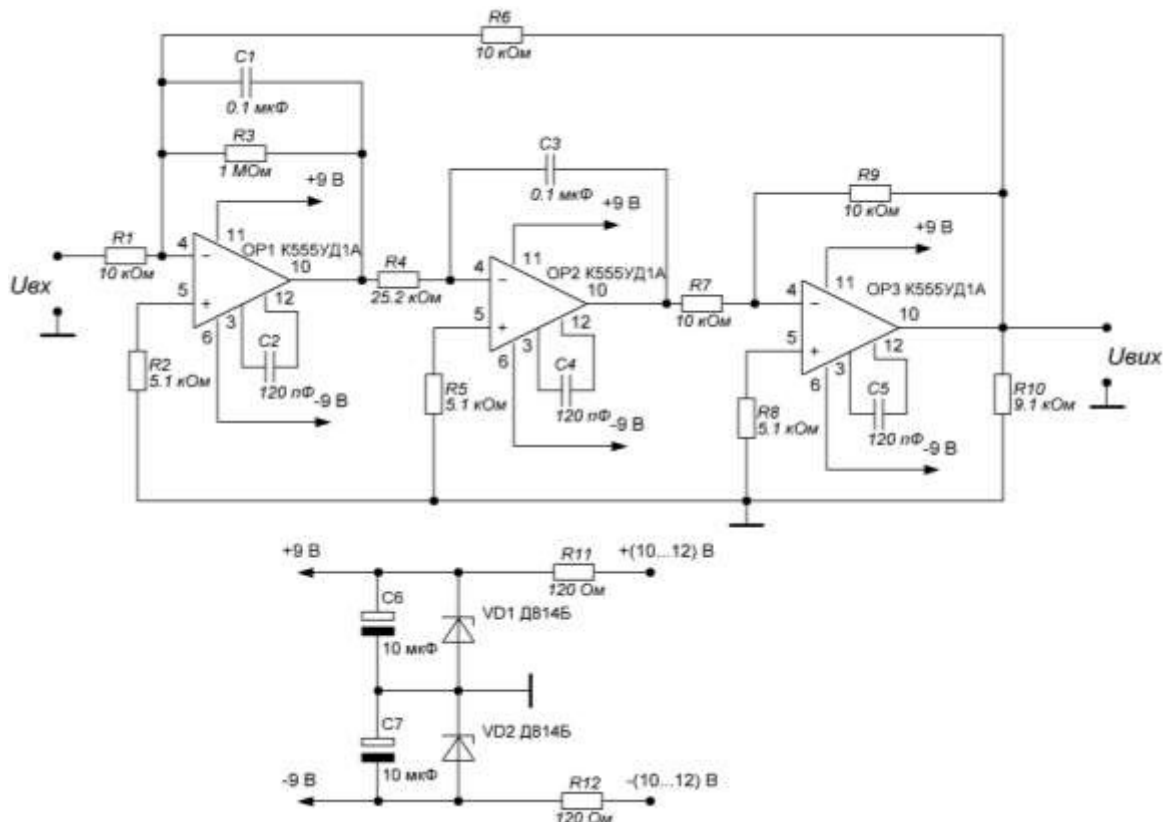 R6
10 кОм
C1
0.1 мкФ
R3
1 МОм
C3
0.1 мкФ
R9
10 кОм
+9 В
+9 В
+9 В
R1
10 кОм
4
11
−
ОР1 К555УД1А
10
5
+
12
3
6
R4
25.2 кОм
4
11
−
ОР2 К555УД1А
10
5
+
12
3
6
R7
10 кОм
4
11
−
ОР3 К555УД1А
10
5
+
12
3
6
Uвх
Uвих
R2
5.1 кОм
C2
120 пФ
R5
5.1 кОм
C4
120 пФ
R8
5.1 кОм
C5
120 пФ
R10
9.1 кОм
-9 В
-9 В
-9 В
+9 В
R11
120 Ом
+(10...12) В
C6
10 мкФ
VD1 Д814Б
C7
10 мкФ
VD2 Д814Б
-9 В
R12
120 Ом
-(10...12) В